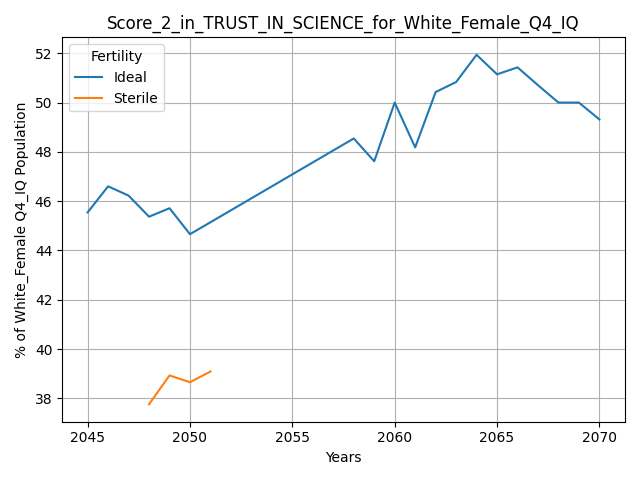 Score_2_in_TRUST_IN_SCIENCE_for_White_Female_Q4_IQ
Fertility
Ideal
Sterile
% of White_Female Q4_IQ Population
52
50
48
46
44
42
40
38
2045
2050
2055
2060
2065
2070
Years